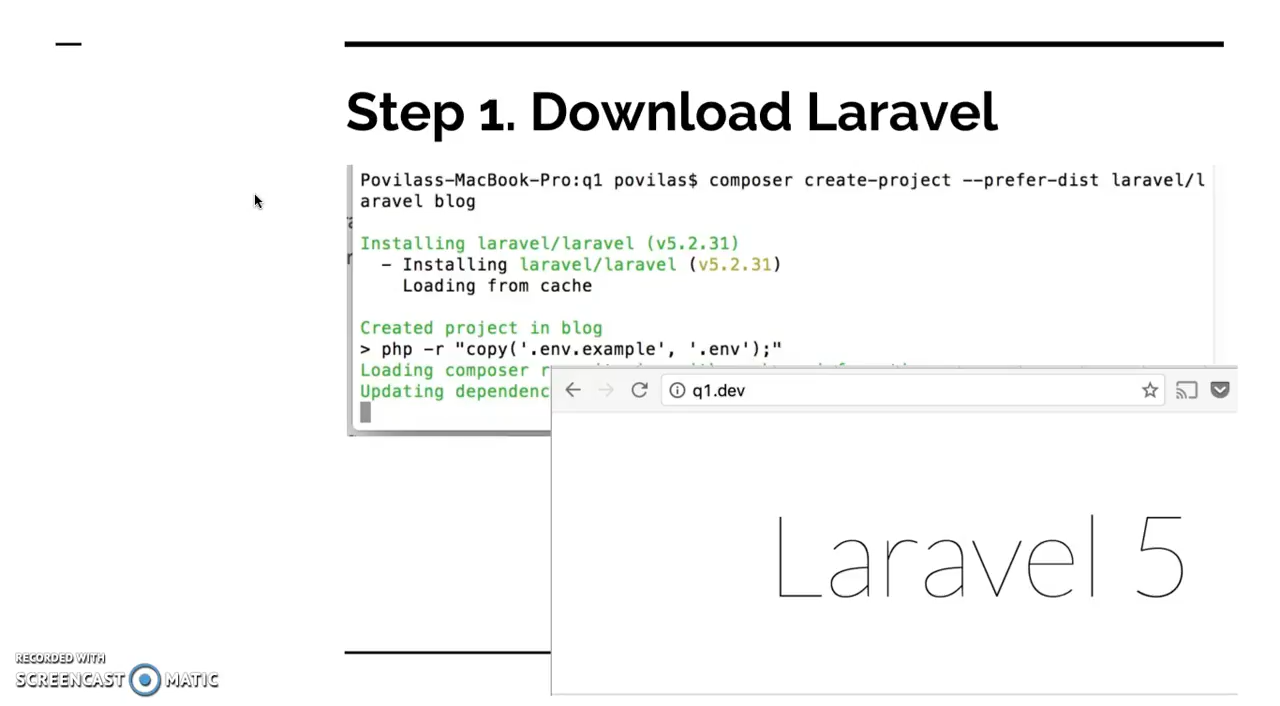 Step 1. Download Laravel
Povilass-MacBook-Pro:q1 povilas$ composer create-project --prefer-dist laravel/l
aravel blog
Installing laravel/laravel (v5.2.31)
- Installing laravel/laravel (v5.2.31)
Loading from cache
Created project in blog
> php -r "copy('.env.example', '.env');"
Loading composer
Updating dependenc
q1.dev
Laravel 5
RECORDED WITH
SCREENCAST MATIC